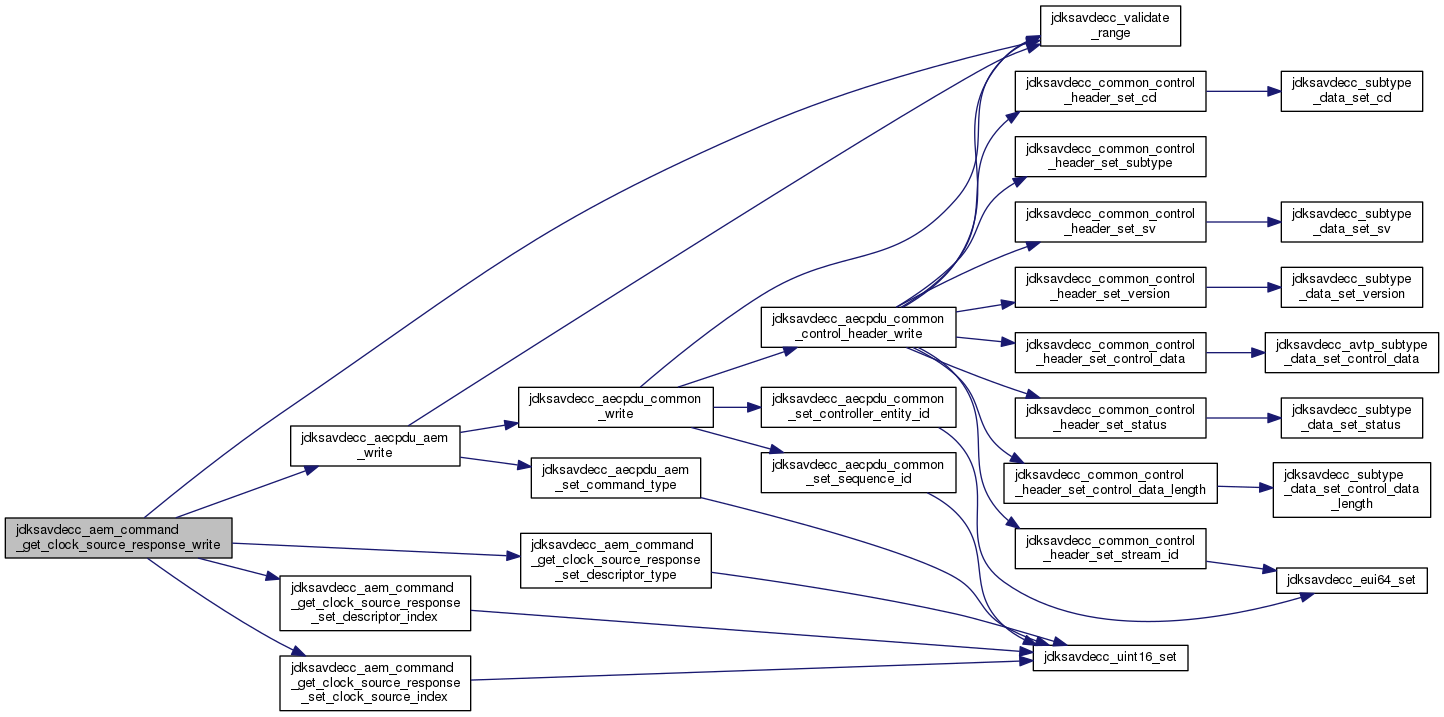 jdksavdecc_aem_command
_get_clock_source_response_write
jdksavdecc_aecpdu_aem
_write
jdksavdecc_aem_command
_get_clock_source_response
_set_descriptor_index
jdksavdecc_aem_command
_get_clock_source_response
_set_clock_source_index
jdksavdecc_aecpdu_common
_write
jdksavdecc_aecpdu_aem
_set_command_type
jdksavdecc_aem_command
_get_clock_source_response
_set_descriptor_type
jdksavdecc_aecpdu_common
_control_header_write
jdksavdecc_aecpdu_common
_set_controller_entity_id
jdksavdecc_aecpdu_common
_set_sequence_id
jdksavdecc_validate
_range
jdksavdecc_common_control
_header_set_cd
jdksavdecc_common_control
_header_set_subtype
jdksavdecc_common_control
_header_set_sv
jdksavdecc_common_control
_header_set_version
jdksavdecc_common_control
_header_set_control_data
jdksavdecc_common_control
_header_set_status
jdksavdecc_common_control
_header_set_control_data_length
jdksavdecc_common_control
_header_set_stream_id
jdksavdecc_uint16_set
jdksavdecc_subtype
_data_set_cd
jdksavdecc_subtype
_data_set_sv
jdksavdecc_subtype
_data_set_version
jdksavdecc_avtp_subtype
_data_set_control_data
jdksavdecc_subtype
_data_set_status
jdksavdecc_subtype
_data_set_control_data
_length
jdksavdecc_eui64_set